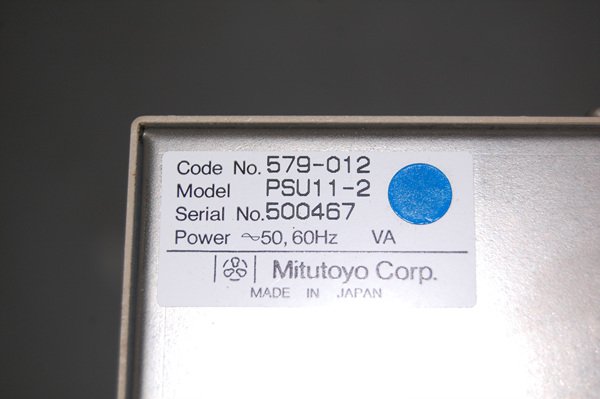 Code No. 579-012
Model PSU11-2
Serial No. 500467
Power ~50, 60Hz VA
Mitutoyo Corp.
MADE IN JAPAN